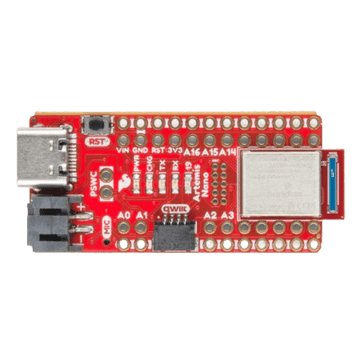 RST
VIN GND RST 3V3 A16 A15 A14
PWR
CHG
TX
RX
19
PSWC
Artemis
Nano
QWIIC
A0 A1
A2 A3
+
-
MIC